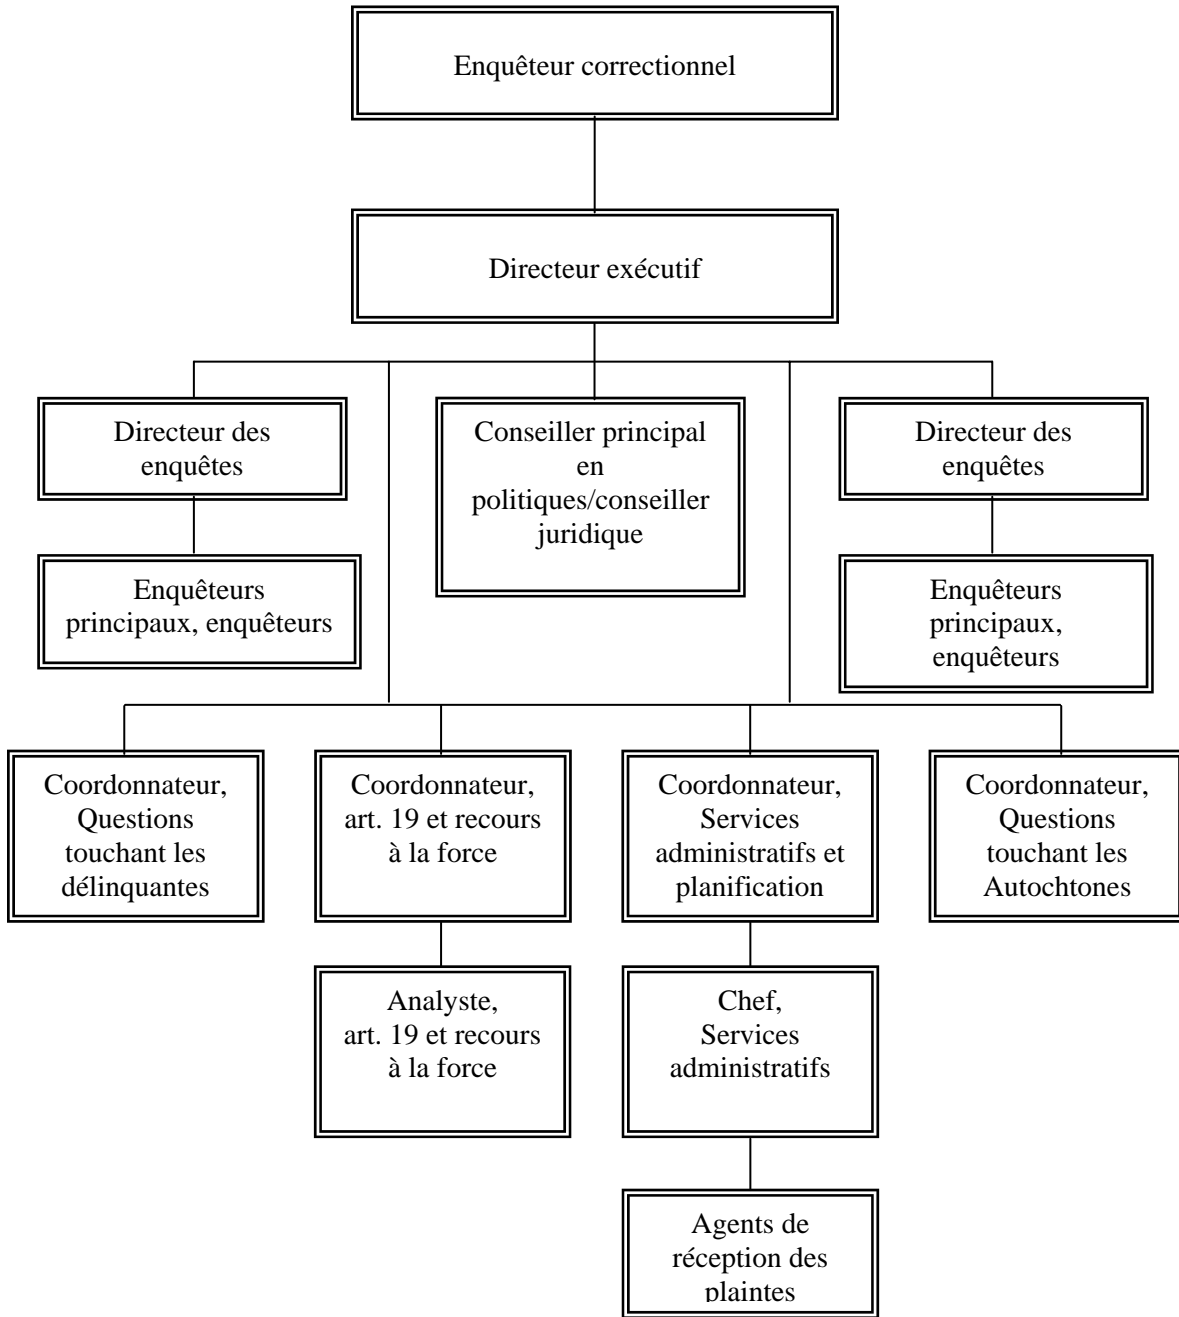 Enquêteur correctionnel
Directeur exécutif
Directeur des
enquêtes
Conseiller principal
en
politiques/conseiller
juridique
Directeur des
enquêtes
Enquêteurs
principaux, enquêteurs
Enquêteurs
principaux,
enquêteurs
Coordonnateur,
Questions
touchant les
délinquantes
Coordonnateur,
art. 19 et recours
à la force
Coordonnateur,
Services
administratifs et
planification
Coordonnateur,
Questions
touchant les
Autochtones
Analyste,
art. 19 et recours
à la force
Chef,
Services
administratifs
Agents de
réception des
plaintes